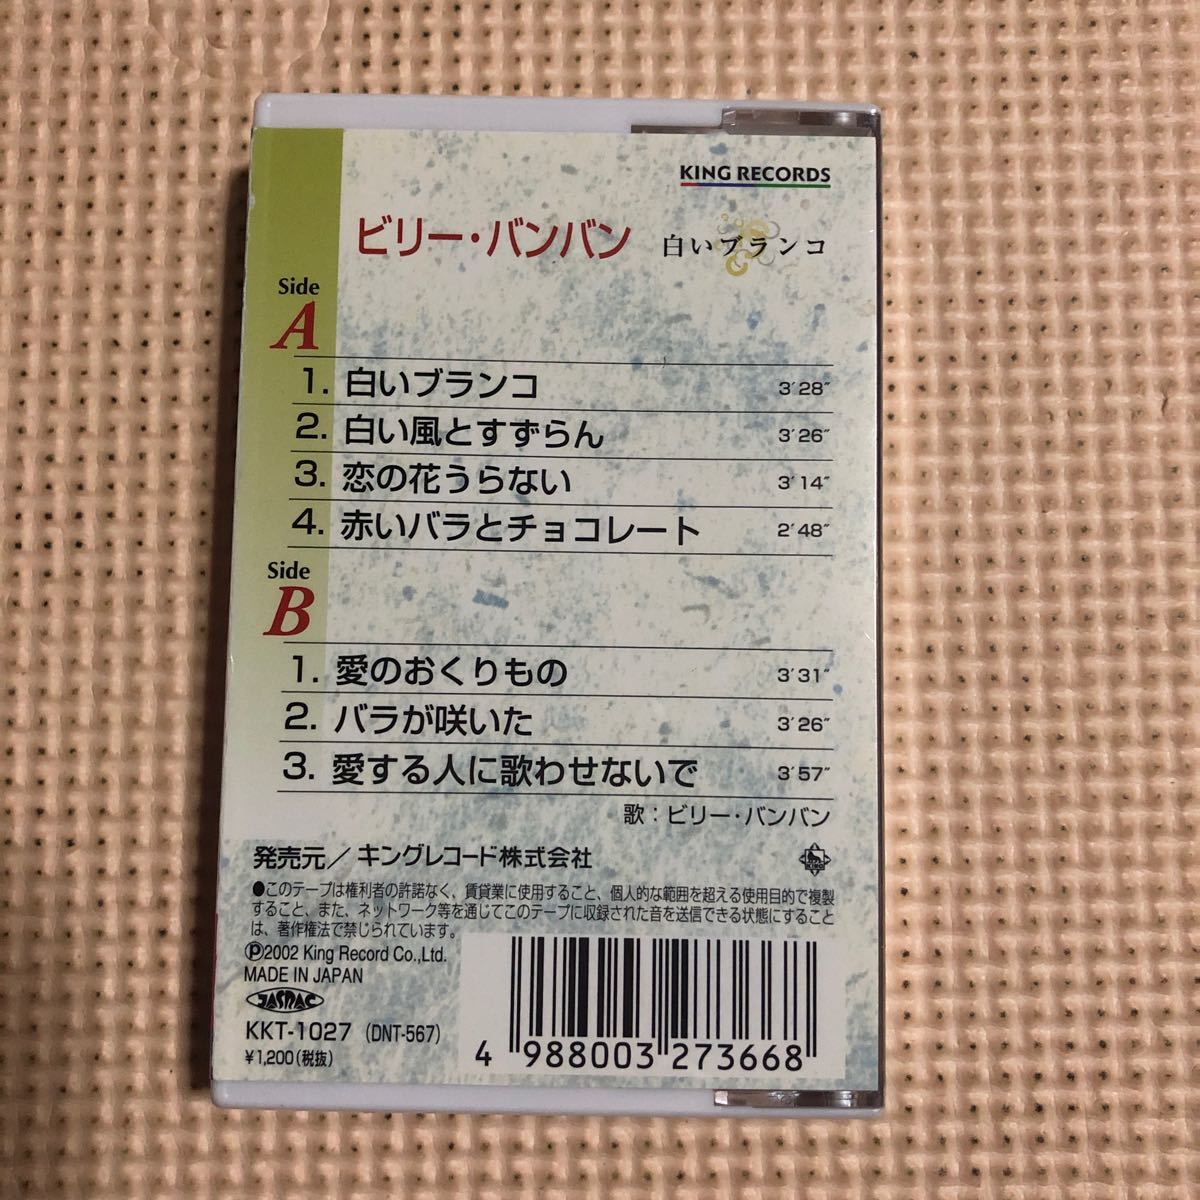 KING RECORDS
ビリー・バンバン 白いブランコ
Side
A
1. 白いブランコ 3′28″
2. 白い風とすずらん 3′26″
3. 恋の花うらない 3′14″
4. 赤いバラとチョコレート 2′48″
Side
B
1. 愛のおくりもの 3′31″
2. バラが咲いた 3′26″
3. 愛する人に歌わせないで 3′57″
歌：ビリー・バンバン
発売元／キングレコード株式会社
KING
●このテープは権利者の許諾なく、賃貸業に使用すること、個人的な範囲を超える使用目的で複製
すること、また、ネットワーク等を通じてこのテープに収録された音を送信できる状態にすること
は、著作権法で禁じられています。
Ⓟ2002 King Record Co.,Ltd.
MADE IN JAPAN
JASRAC
KKT-1027 (DNT-567)
¥1,200(税抜)
4 988003 273668